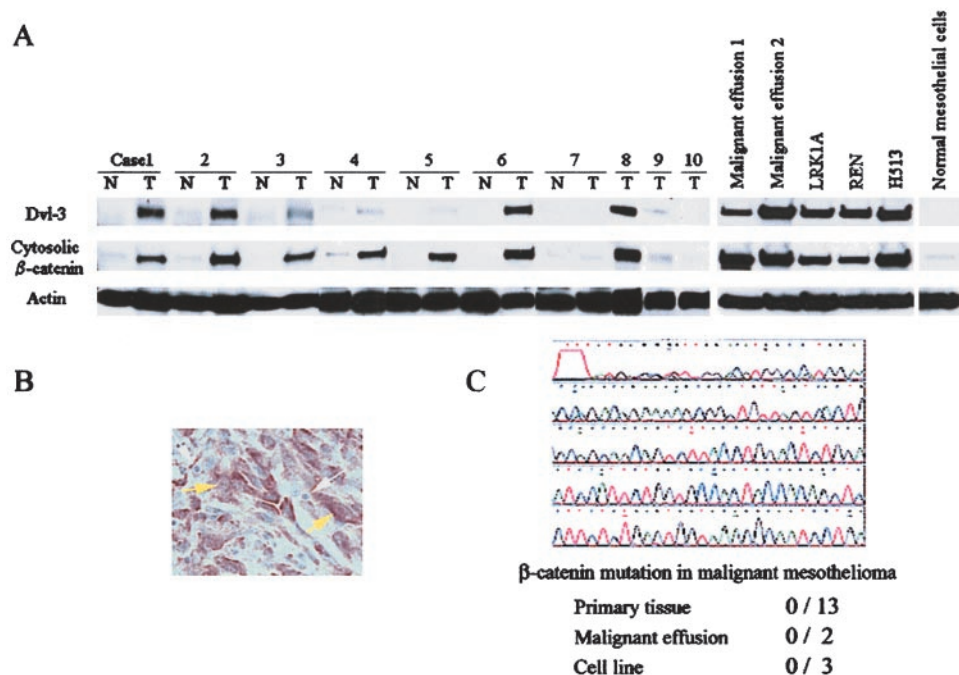 A
Malignant effusion 1
Malignant effusion 2
LRK1A
REN
H513
Normal mesothelial cells
Case1 2 3 4 5 6 7 8 9 10
N T N T N T N T N T N T N T T T T
Dvl-3
Cytosolic
β-catenin
Actin
B
C
β-catenin mutation in malignant mesothelioma
Primary tissue 0 / 13
Malignant effusion 0 / 2
Cell line 0 / 3